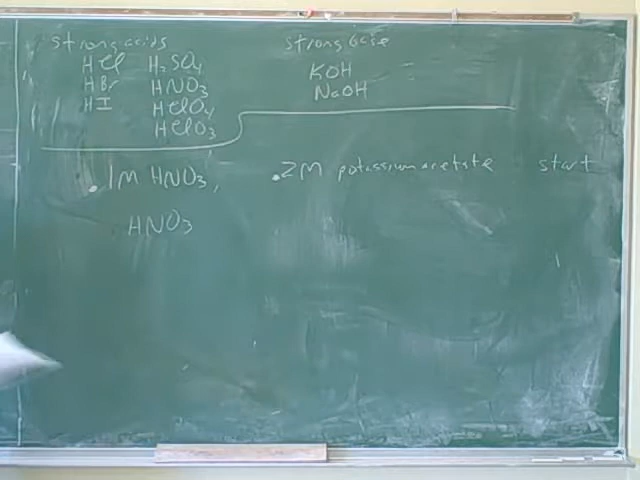 strong acids
HCl H₂SO₄
HBr HNO₃
HI HClO₄
HClO₃
strong base
KOH
NaOH
.1M HNO₃, .2M potassium acetate start
HNO₃